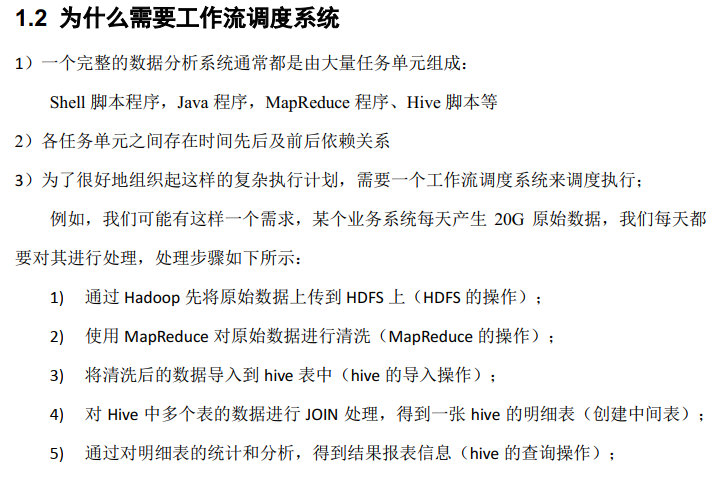 1.2 为什么需要工作流调度系统
1）一个完整的数据分析系统通常都是由大量任务单元组成：
Shell 脚本程序，Java 程序，MapReduce 程序、Hive 脚本等
2）各任务单元之间存在时间先后及前后依赖关系
3）为了很好地组织起这样的复杂执行计划，需要一个工作流调度系统来调度执行；
例如，我们可能有这样一个需求，某个业务系统每天产生 20G 原始数据，我们每天都
要对其进行处理，处理步骤如下所示：
1) 通过 Hadoop 先将原始数据上传到 HDFS 上（HDFS 的操作）；
2) 使用 MapReduce 对原始数据进行清洗（MapReduce 的操作）；
3) 将清洗后的数据导入到 hive 表中（hive 的导入操作）；
4) 对 Hive 中多个表的数据进行 JOIN 处理，得到一张 hive 的明细表（创建中间表）；
5) 通过对明细表的统计和分析，得到结果报表信息（hive 的查询操作）；